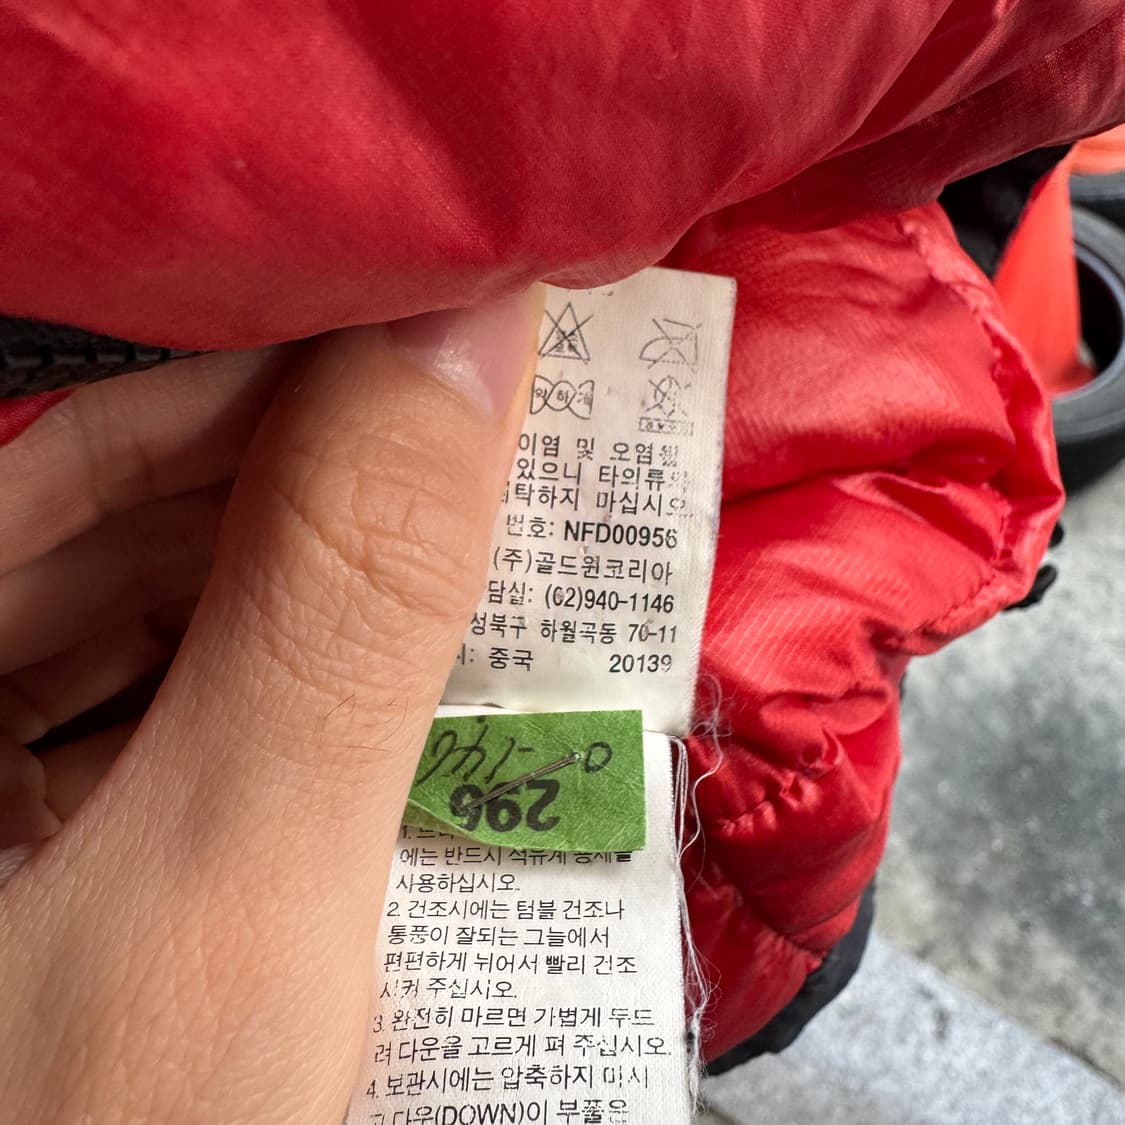 약하게
이염 및 오염될
있으니 타의류와
세탁하지 마십시오.
번호: NFD00956
(주)골드윈코리아
담실: (02)940-1146
성북구 하월곡동 70-11
중국 20139
295
에는 반드시 석유계 용제를
사용하십시오.
2. 건조시에는 텀블 건조나
통풍이 잘되는 그늘에서
편편하게 뉘어서 빨리 건조
시켜 주십시오.
3. 완전히 마르면 가볍게 두드
려 다운을 고르게 펴 주십시오.
4. 보관시에는 압축하지 마시
다운(DOWN)이 부풀은